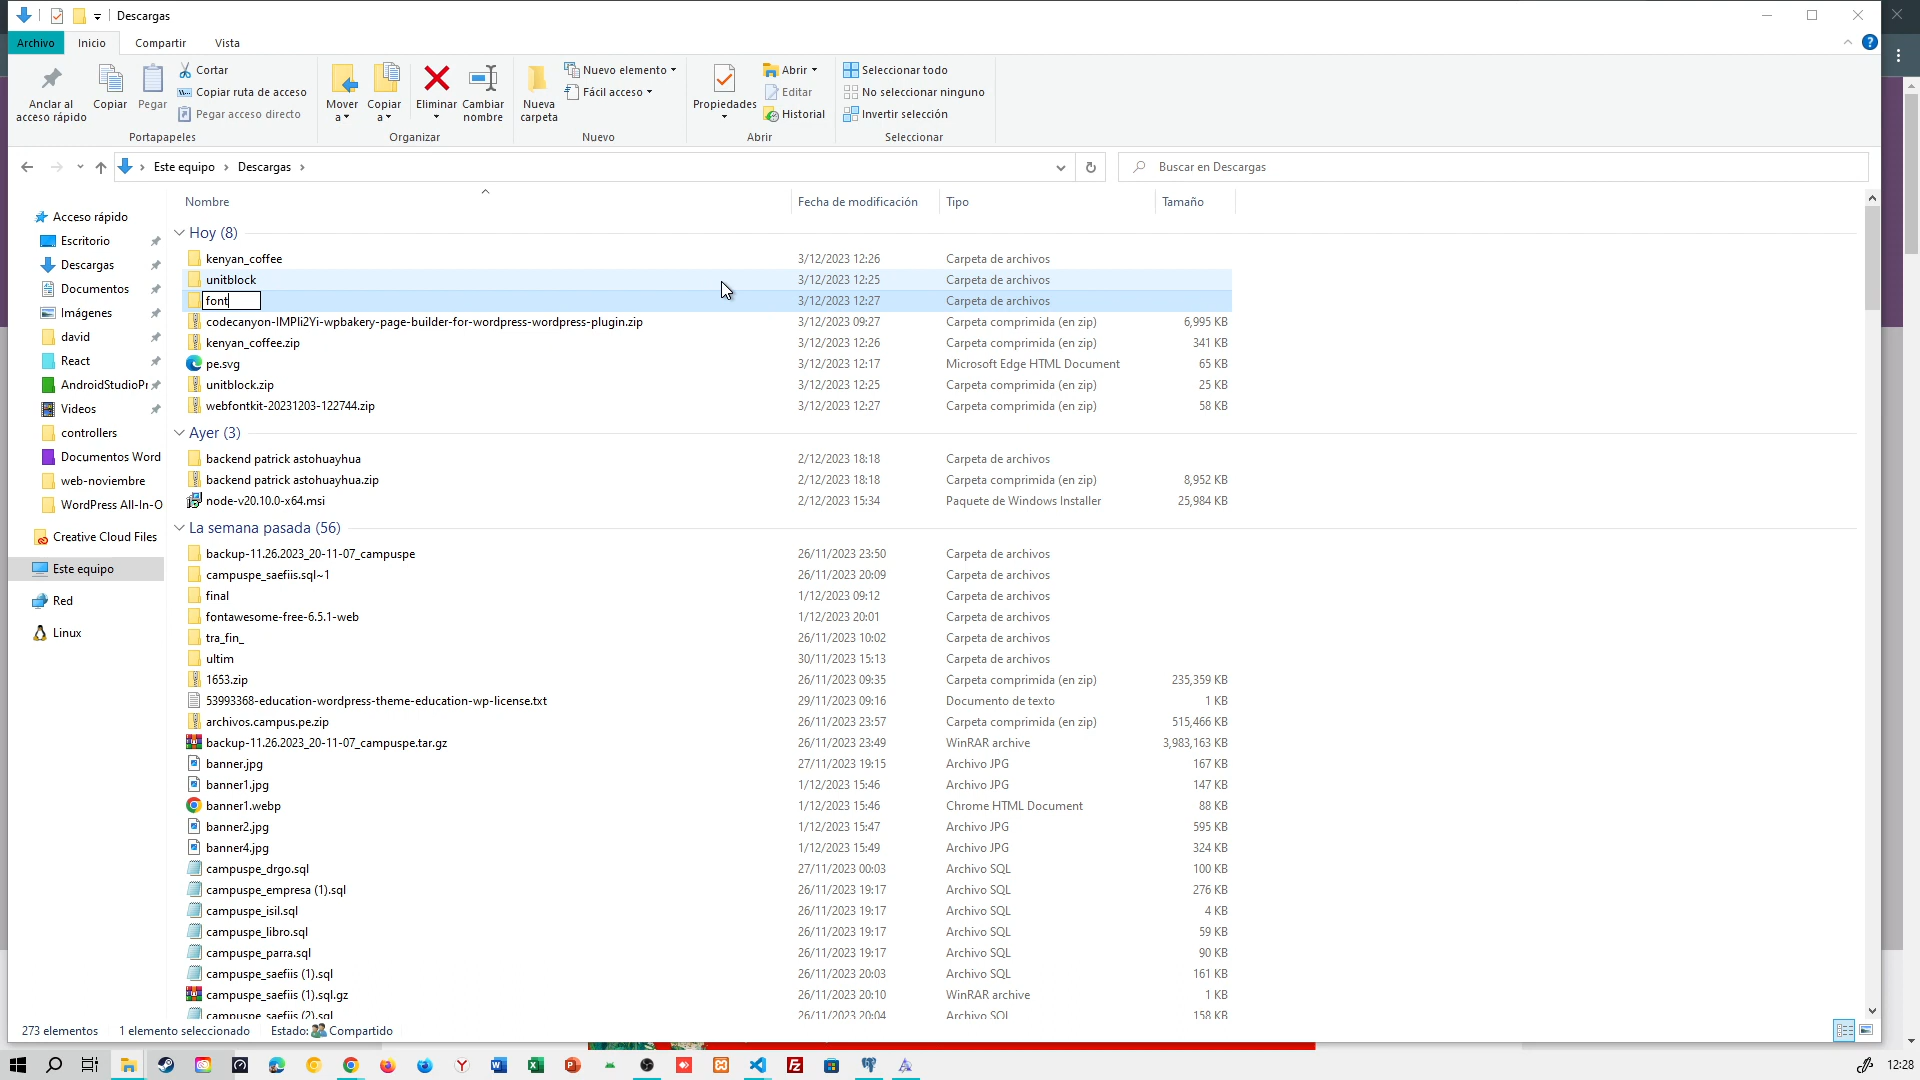 Descargas
Archivo Inicio Compartir Vista
Anclar al acceso rápido
Copiar
Pegar
Cortar
Copiar ruta de acceso
Pegar acceso directo
Portapapeles
Mover a
Copiar a
Eliminar
Cambiar nombre
Organizar
Nueva carpeta
Nuevo elemento
Fácil acceso
Nuevo
Propiedades
Abrir
Editar
Historial
Abrir
Seleccionar todo
No seleccionar ninguno
Invertir selección
Seleccionar
Este equipo > Descargas >
Buscar en Descargas
Acceso rápido
Escritorio
Descargas
Documentos
Imágenes
david
React
AndroidStudioPr
Videos
controllers
Documentos Word
web-noviembre
WordPress All-In-O
Creative Cloud Files
Este equipo
Red
Linux
Nombre Fecha de modificación Tipo Tamaño
Hoy (8)
kenyan_coffee 3/12/2023 12:26 Carpeta de archivos
unitblock 3/12/2023 12:25 Carpeta de archivos
font 3/12/2023 12:27 Carpeta de archivos
codecanyon-IMPIi2Yi-wpbakery-page-builder-for-wordpress-wordpress-plugin.zip 3/12/2023 09:27 Carpeta comprimida (en zip) 6,995 KB
kenyan_coffee.zip 3/12/2023 12:26 Carpeta comprimida (en zip) 341 KB
pe.svg 3/12/2023 12:17 Microsoft Edge HTML Document 65 KB
unitblock.zip 3/12/2023 12:25 Carpeta comprimida (en zip) 25 KB
webfontkit-20231203-122744.zip 3/12/2023 12:27 Carpeta comprimida (en zip) 58 KB
Ayer (3)
backend patrick astohuayhua 2/12/2023 18:18 Carpeta de archivos
backend patrick astohuayhua.zip 2/12/2023 18:18 Carpeta comprimida (en zip) 8,952 KB
node-v20.10.0-x64.msi 2/12/2023 15:34 Paquete de Windows Installer 25,984 KB
La semana pasada (56)
backup-11.26.2023_20-11-07_campuspe 26/11/2023 23:50 Carpeta de archivos
campuspe_saefiis.sql~1 26/11/2023 20:09 Carpeta de archivos
final 1/12/2023 09:12 Carpeta de archivos
fontawesome-free-6.5.1-web 1/12/2023 20:01 Carpeta de archivos
tra_fin_ 26/11/2023 10:02 Carpeta de archivos
ultim 30/11/2023 15:13 Carpeta de archivos
1653.zip 26/11/2023 09:35 Carpeta comprimida (en zip) 235,359 KB
53993368-education-wordpress-theme-education-wp-license.txt 29/11/2023 09:16 Documento de texto 1 KB
archivos.campus.pe.zip 26/11/2023 23:57 Carpeta comprimida (en zip) 515,466 KB
backup-11.26.2023_20-11-07_campuspe.tar.gz 26/11/2023 23:49 WinRAR archive 3,983,163 KB
banner.jpg 27/11/2023 19:15 Archivo JPG 167 KB
banner1.jpg 1/12/2023 15:46 Archivo JPG 147 KB
banner1.webp 1/12/2023 15:46 Chrome HTML Document 88 KB
banner2.jpg 1/12/2023 15:47 Archivo JPG 595 KB
banner4.jpg 1/12/2023 15:49 Archivo JPG 324 KB
campuspe_drgo.sql 27/11/2023 00:03 Archivo SQL 100 KB
campuspe_empresa (1).sql 26/11/2023 19:17 Archivo SQL 276 KB
campuspe_isil.sql 26/11/2023 19:17 Archivo SQL 4 KB
campuspe_libro.sql 26/11/2023 19:17 Archivo SQL 59 KB
campuspe_parra.sql 26/11/2023 19:17 Archivo SQL 90 KB
campuspe_saefiis (1).sql 26/11/2023 20:03 Archivo SQL 161 KB
campuspe_saefiis (1).sql.gz 26/11/2023 20:10 WinRAR archive 1 KB
campuspe_saefiis (2).sql 26/11/2023 20:04 Archivo SQL 158 KB
273 elementos 1 elemento seleccionado Estado: Compartido
12:28